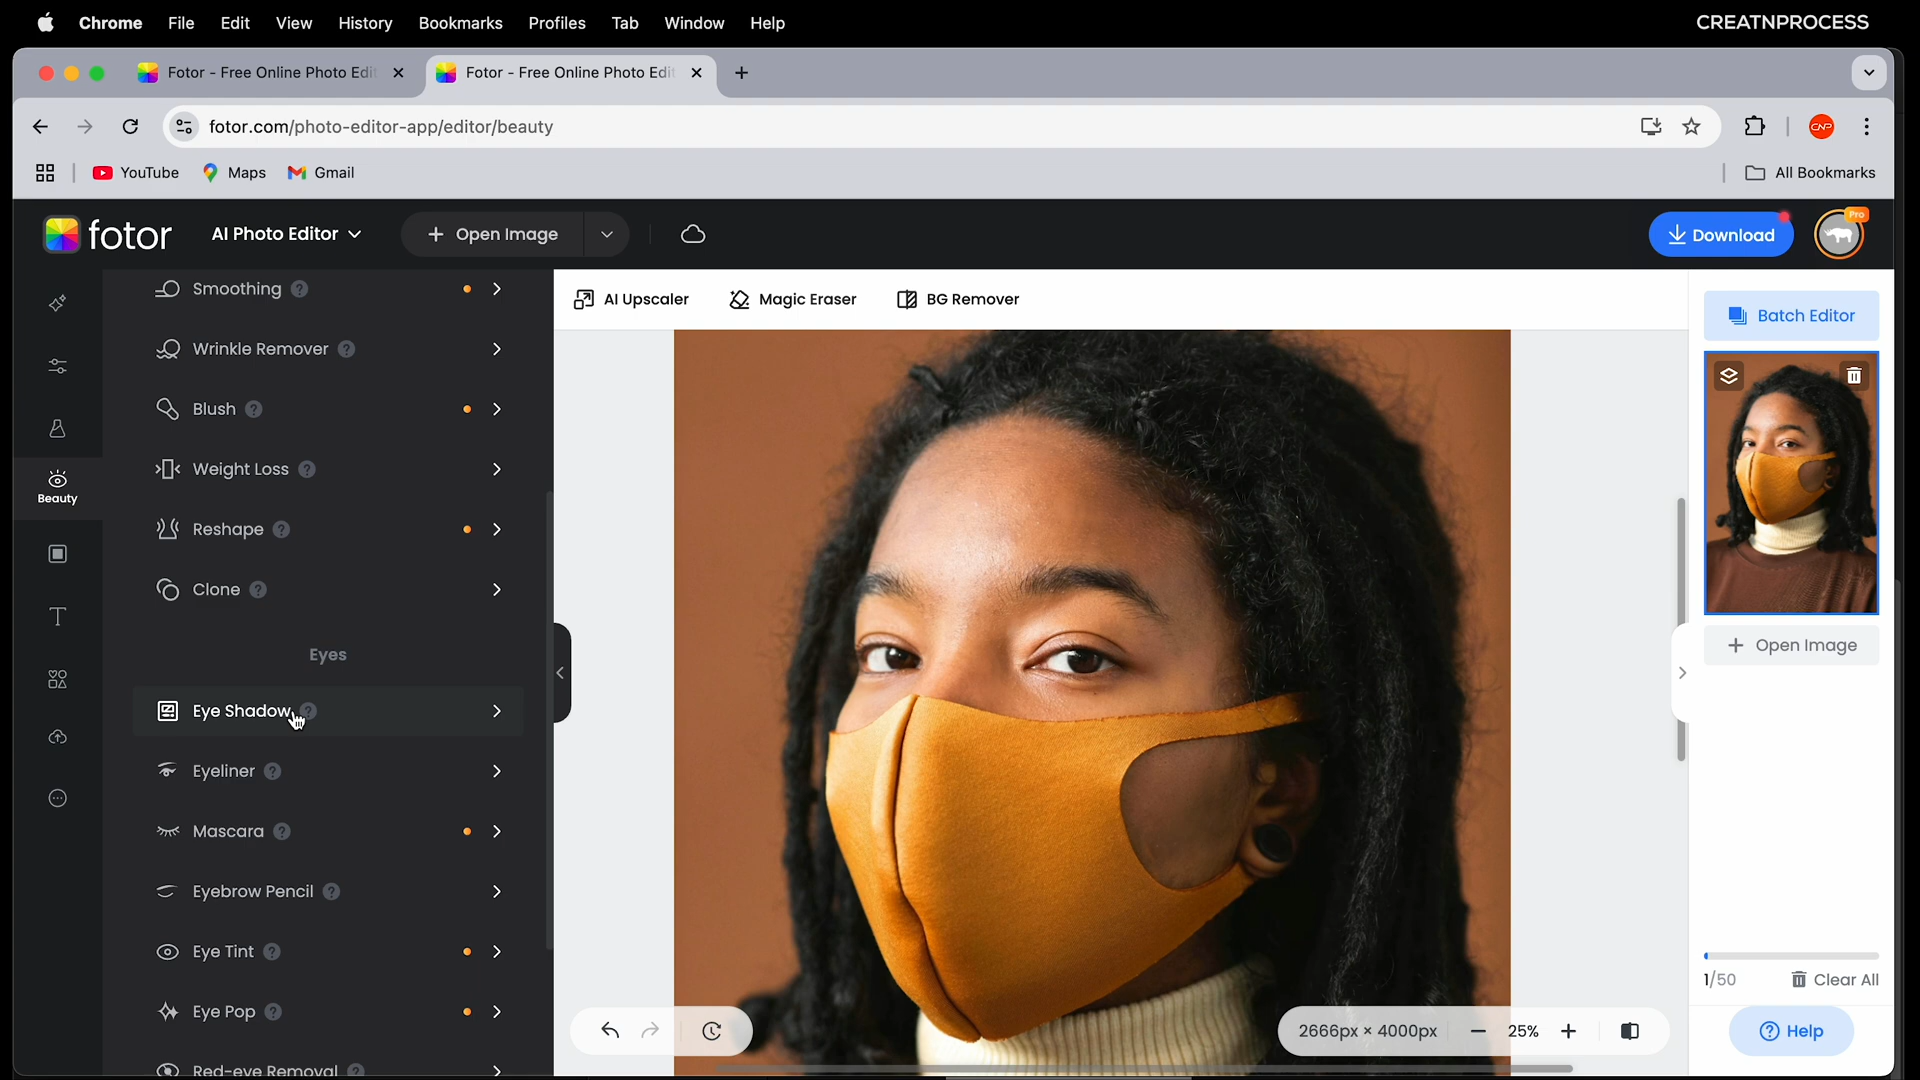 Chrome File Edit View History Bookmarks Profiles Tab Window Help
CREATNPROCESS
Fotor - Free Online Photo Edit
Fotor - Free Online Photo Edit
fotor.com/photo-editor-app/editor/beauty
CNP
YouTube Maps Gmail
All Bookmarks
fotor
AI Photo Editor
Open Image
Download
Pro
Smoothing ?
Wrinkle Remover ?
Blush ?
Weight Loss ?
Reshape ?
Clone ?
Eyes
Eye Shadow ?
Eyeliner ?
Mascara ?
Eyebrow Pencil ?
Eye Tint ?
Eye Pop ?
Red-eye Removal ?
Beauty
AI Upscaler
Magic Eraser
BG Remover
2666px × 4000px
25%
Batch Editor
Open Image
1/50
Clear All
Help